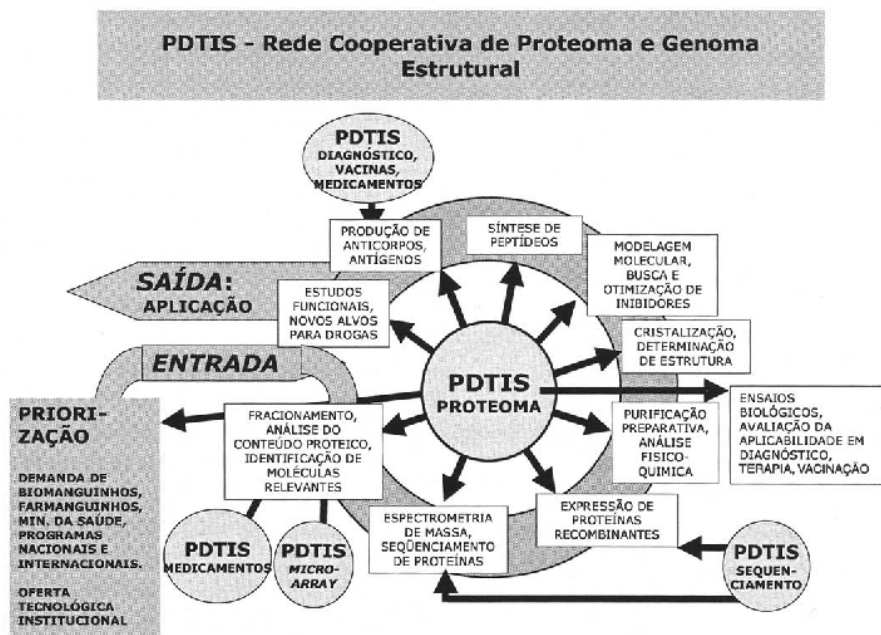 PDTIS - Rede Cooperativa de Proteoma e Genoma
Estrutural
PDTIS
DIAGNÓSTICO,
VACINAS,
MEDICAMENTOS
PRODUÇÃO DE
ANTICORPOS,
ANTÍGENOS
SÍNTESE DE
PEPTÍDEOS
MODELAGEM
MOLECULAR,
BUSCA E
OTIMIZAÇÃO DE
INIBIDORES
SAÍDA:
APLICAÇÃO
ESTUDOS
FUNCIONAIS,
NOVOS ALVOS
PARA DROGAS
CRISTALIZAÇÃO,
DETERMINAÇÃO
DE ESTRUTURA
ENTRADA
PDTIS
PROTEOMA
PRIORI-
ZAÇÃO
DEMANDA DE
BIOMANGUINHOS,
FARMANGUINHOS,
MIN. DA SAÚDE,
PROGRAMAS
NACIONAIS E
INTERNACIONAIS.
OFERTA
TECNOLÓGICA
INSTITUCIONAL
FRACIONAMENTO,
ANÁLISE DO
CONTEÚDO PROTEICO,
IDENTIFICAÇÃO DE
MOLÉCULAS
RELEVANTES
PURIFICAÇÃO
PREPARATIVA,
ANÁLISE
FISICO-
QUIMICA
ENSAIOS
BIOLÓGICOS,
AVALIAÇÃO DA
APLICABILIDADE EM
DIAGNÓSTICO,
TERAPIA, VACINAÇÃO
PDTIS
MEDICAMENTOS
PDTIS
MICRO-
ARRAY
ESPECTROMETRIA
DE MASSA,
SEQÜENCIAMENTO
DE PROTEÍNAS
EXPRESSÃO DE
PROTEÍNAS
RECOMBINANTES
PDTIS
SEQUEN-
CIAMENTO